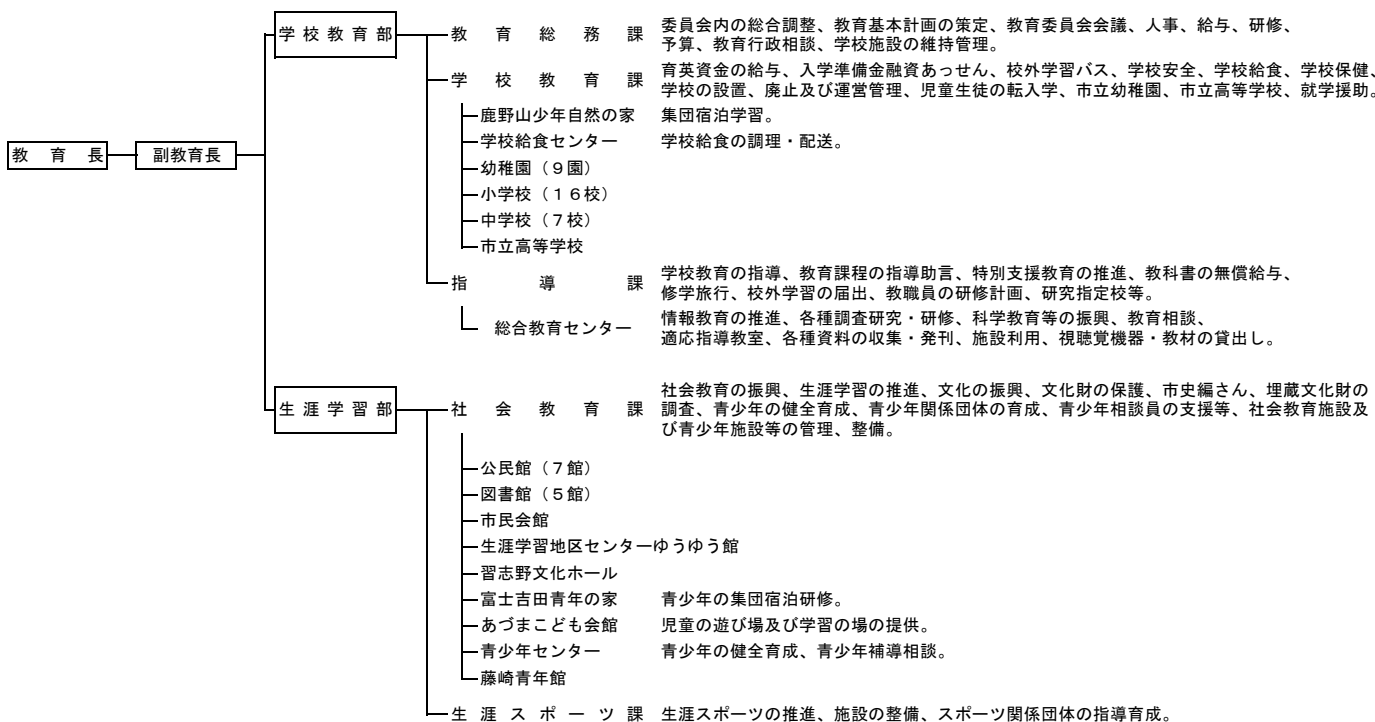 教育長
副教育長
学校教育部
教育総務課
委員会内の総合調整、教育基本計画の策定、教育委員会会議、人事、給与、研修、
予算、教育行政相談、学校施設の維持管理。
学校教育課
育英資金の給与、入学準備金融資あっせん、校外学習バス、学校安全、学校給食、学校保健、
学校の設置、廃止及び運営管理、児童生徒の転入学、市立幼稚園、市立高等学校、就学援助。
鹿野山少年自然の家
集団宿泊学習。
学校給食センター
学校給食の調理・配送。
幼稚園（９園）
小学校（１６校）
中学校（７校）
市立高等学校
指導課
学校教育の指導、教育課程の指導助言、特別支援教育の推進、教科書の無償給与、
修学旅行、校外学習の届出、教職員の研修計画、研究指定校等。
総合教育センター
情報教育の推進、各種調査研究・研修、科学教育等の振興、教育相談、
適応指導教室、各種資料の収集・発刊、施設利用、視聴覚機器・教材の貸出し。
生涯学習部
社会教育課
社会教育の振興、生涯学習の推進、文化の振興、文化財の保護、市史編さん、埋蔵文化財の
調査、青少年の健全育成、青少年関係団体の育成、青少年相談員の支援等、社会教育施設及
び青少年施設等の管理、整備。
公民館（７館）
図書館（５館）
市民会館
生涯学習地区センターゆうゆう館
習志野文化ホール
富士吉田青年の家
青少年の集団宿泊研修。
あづまこども会館
児童の遊び場及び学習の場の提供。
青少年センター
青少年の健全育成、青少年補導相談。
藤崎青年館
生涯スポーツ課
生涯スポーツの推進、施設の整備、スポーツ関係団体の指導育成。